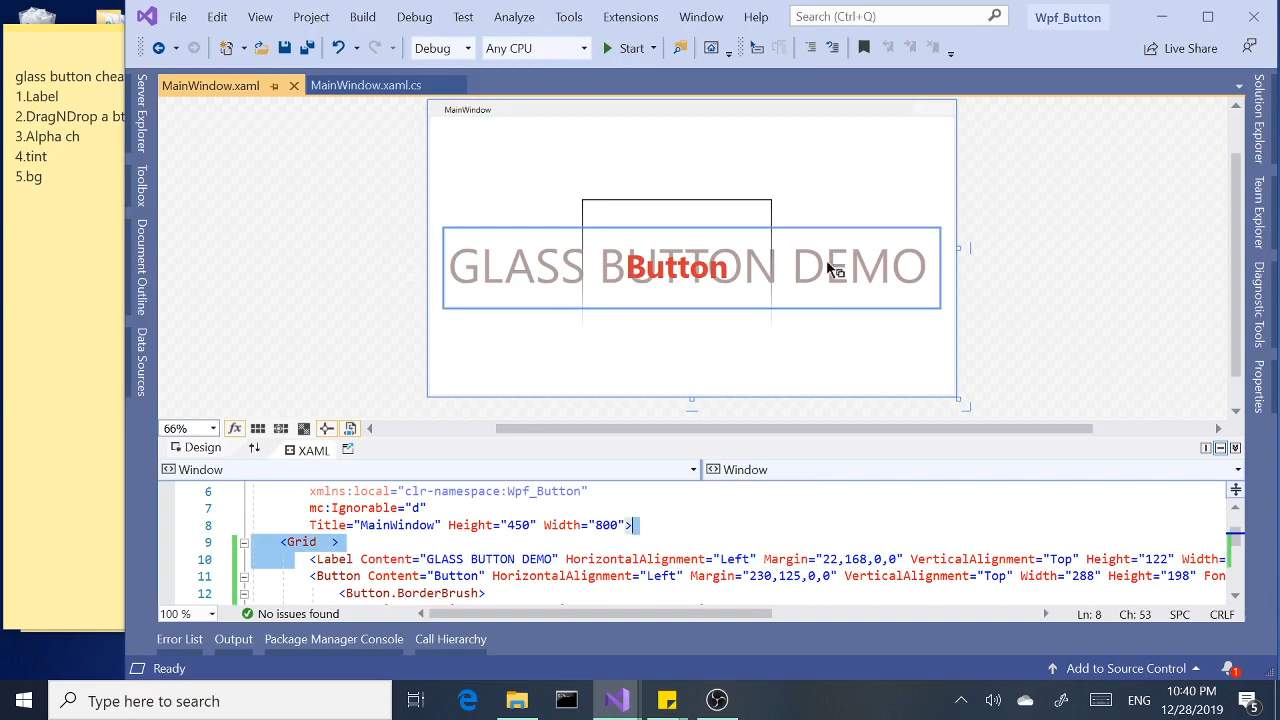 File Edit View Project Build Debug Test Analyze Tools Extensions Window Help Search (Ctrl+Q) Wpf_Button
Debug Any CPU Start Live Share
glass button chea
1.Label
2.DragNDrop a bt
3.Alpha ch
4.tint
5.bg
Server Explorer
Toolbox
Document Outline
Data Sources
MainWindow.xaml MainWindow.xaml.cs
MainWindow
GLASS BUTTON DEMO
Button
Solution Explorer
Team Explorer
Diagnostic Tools
Properties
66% fx
Design XAML
Window Window
6 xmlns:local="clr-namespace:Wpf_Button"
7 mc:Ignorable="d"
8 Title="MainWindow" Height="450" Width="800">
9 <Grid >
10 <Label Content="GLASS BUTTON DEMO" HorizontalAlignment="Left" Margin="22,168,0,0" VerticalAlignment="Top" Height="122" Width=
11 <Button Content="Button" HorizontalAlignment="Left" Margin="230,125,0,0" VerticalAlignment="Top" Width="288" Height="198" Fon
12 <Button.BorderBrush>
100 % No issues found Ln: 8 Ch: 53 SPC CRLF
Error List Output Package Manager Console Call Hierarchy
Ready Add to Source Control 1
Type here to search ENG 10:40 PM
12/28/2019 5